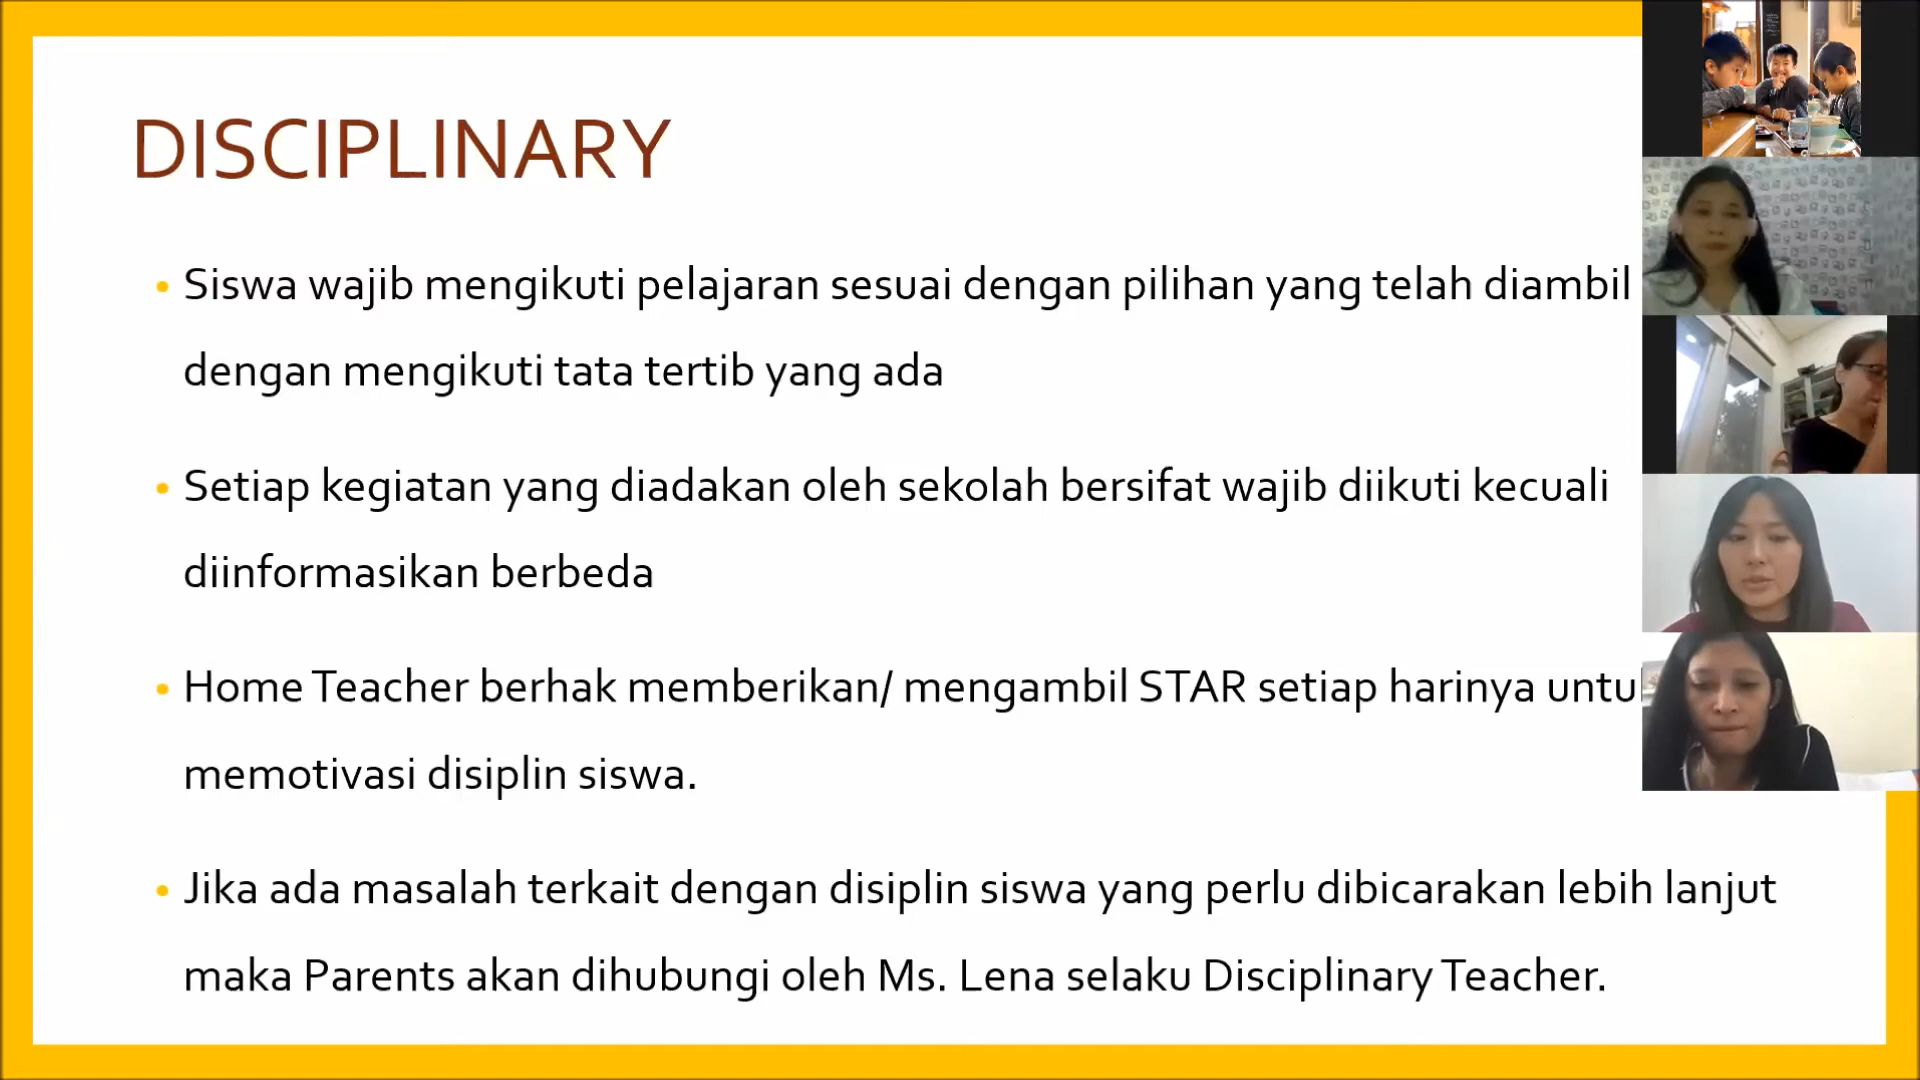 DISCIPLINARY
• Siswa wajib mengikuti pelajaran sesuai dengan pilihan yang telah diambil
dengan mengikuti tata tertib yang ada
• Setiap kegiatan yang diadakan oleh sekolah bersifat wajib diikuti kecuali
diinformasikan berbeda
• Home Teacher berhak memberikan/ mengambil STAR setiap harinya untu
memotivasi disiplin siswa.
• Jika ada masalah terkait dengan disiplin siswa yang perlu dibicarakan lebih lanjut
maka Parents akan dihubungi oleh Ms. Lena selaku Disciplinary Teacher.